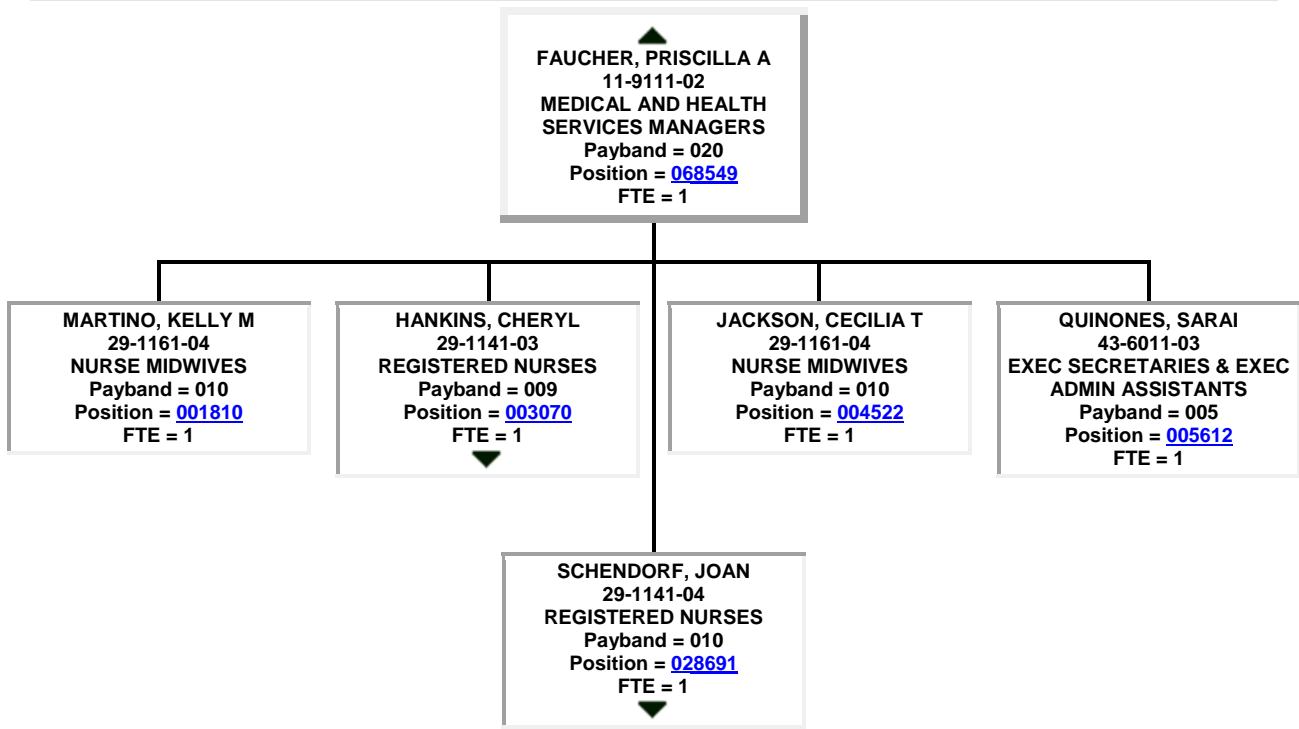 FAUCHER, PRISCILLA A
11-9111-02
MEDICAL AND HEALTH
SERVICES MANAGERS
Payband = 020
Position = 068549
FTE = 1
MARTINO, KELLY M
29-1161-04
NURSE MIDWIVES
Payband = 010
Position = 001810
FTE = 1
HANKINS, CHERYL
29-1141-03
REGISTERED NURSES
Payband = 009
Position = 003070
FTE = 1
JACKSON, CECILIA T
29-1161-04
NURSE MIDWIVES
Payband = 010
Position = 004522
FTE = 1
QUINONES, SARAI
43-6011-03
EXEC SECRETARIES & EXEC
ADMIN ASSISTANTS
Payband = 005
Position = 005612
FTE = 1
SCHENDORF, JOAN
29-1141-04
REGISTERED NURSES
Payband = 010
Position = 028691
FTE = 1